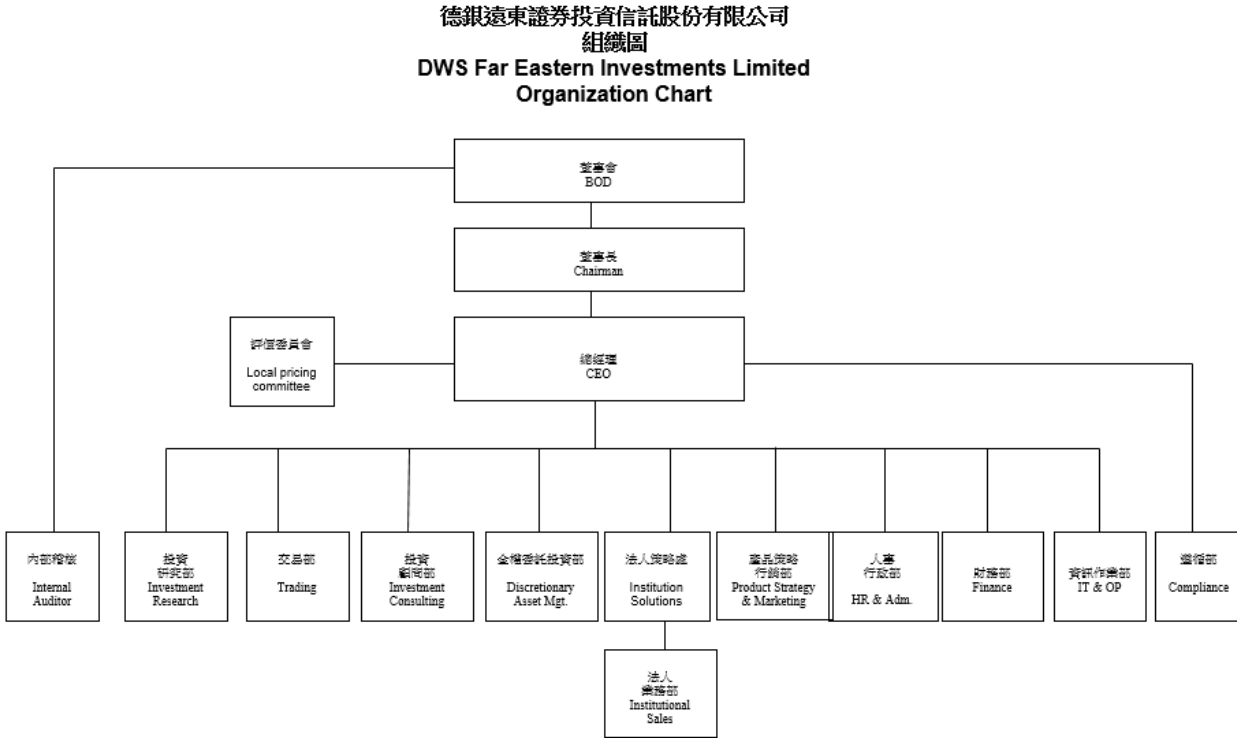 德銀遠東證券投資信託股份有限公司
組織圖
DWS Far Eastern Investments Limited
Organization Chart
董事會
BOD
董事長
Chairman
評價委員會
Local pricing
committee
總經理
CEO
內部稽核
Internal
Auditor
投資
研究部
Investment
Research
交易部
Trading
投資
顧問部
Investment
Consulting
全權委託投資部
Discretionary
Asset Mgt.
法人策略處
Institution
Solutions
產品策略
行銷部
Product Strategy
& Marketing
人事
行政部
HR & Adm.
財務部
Finance
資訊作業部
IT & OP
遵循部
Compliance
法人
業務部
Institutional
Sales